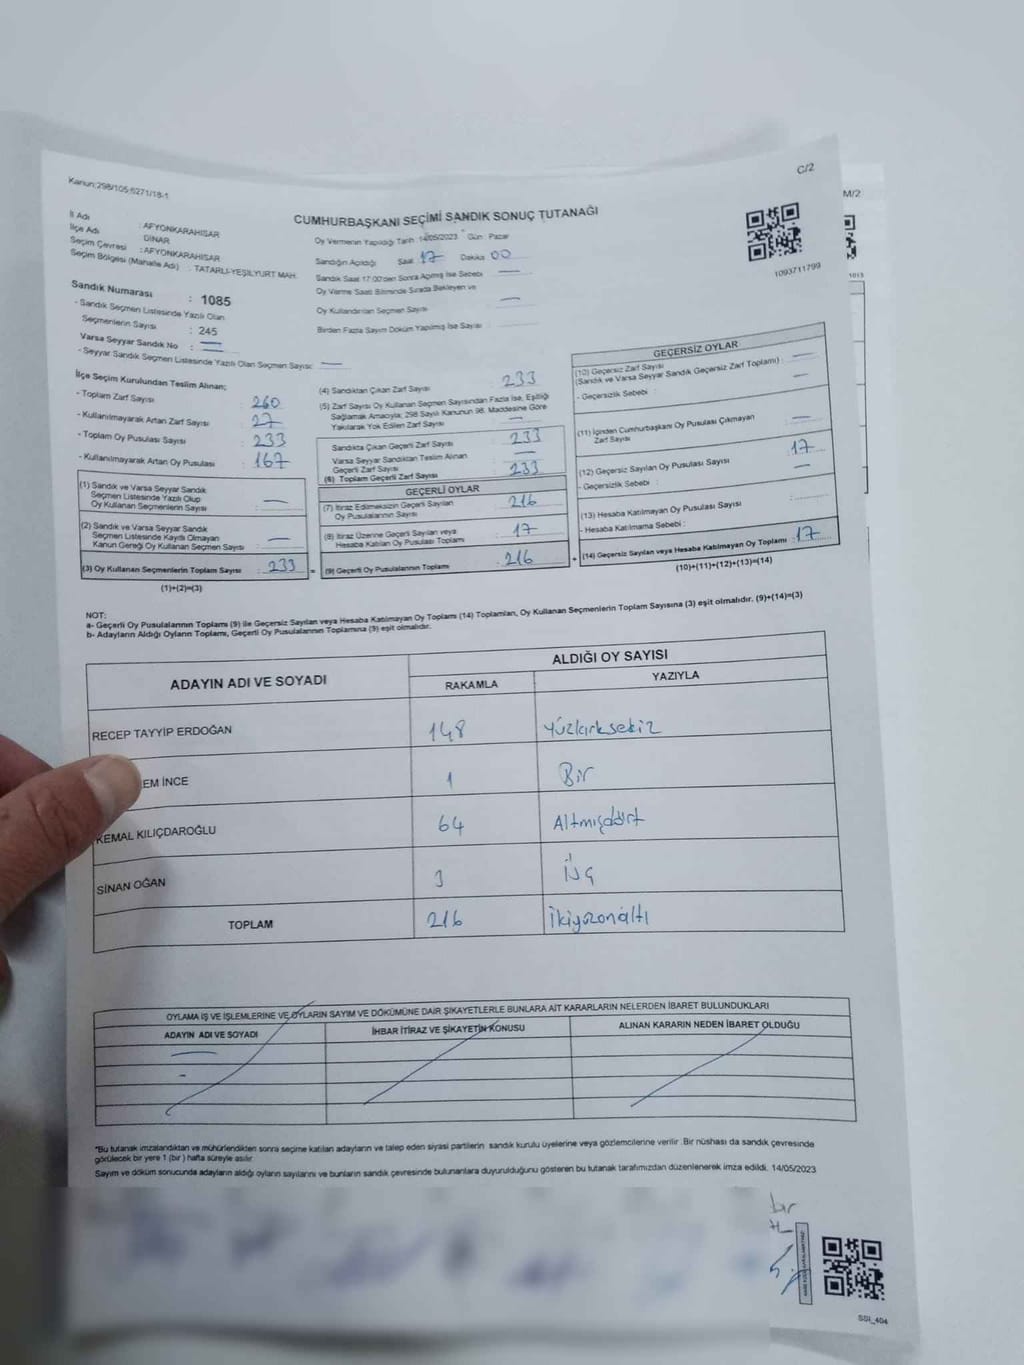 C/2
M/2
Kanun;298/105;6271/18-1
CUMHURBAŞKANI SEÇİMİ SANDIK SONUÇ TUTANAĞI
İl Adı : AFYONKARAHISAR
İlçe Adı DİNAR
Seçim Çevresi : AFYONKARAHISAR
Seçim Bölgesi (Mahalle Adı) : TATARLI-YEŞİLYURT MAH.
Sandık Numarası : 1085
- Sandık Seçmen Listesinde Yazılı Olan
Seçmenlerin Sayısı : 245
Varsa Seyyar Sandık No :
- Seyyar Sandık Seçmen Listesinde Yazılı Olan Seçmen Sayısı:
Oy Vermenin Yapıldığı Tarih :14/05/2023 Gün : Pazar
Sandığın Açıldığı Saat 17 Dakika 00
Sandık Saat 17:00'den Sonra Açılmış İse Sebebi
Oy Verme Saati Bitiminde Sırada Bekleyen ve
Oy Kullandırılan Seçmen Sayısı
Birden Fazla Sayım Döküm Yapılmış İse Sayısı
1093711799
1013
İlçe Seçim Kurulundan Teslim Alınan;
- Toplam Zarf Sayısı : 260
- Kullanılmayarak Artan Zarf Sayısı : 27
- Toplam Oy Pusulası Sayısı : 233
- Kullanılmayarak Artan Oy Pusulası : 167
(1) Sandık ve Varsa Seyyar Sandık
Seçmen Listesinde Yazılı Olup
Oy Kullanan Seçmenlerin Sayısı :
(2) Sandık ve Varsa Seyyar Sandık
Seçmen Listesinde Kayıtlı Olmayan
Kanun Gereği Oy Kullanan Seçmen Sayısı :
(3) Oy Kullanan Seçmenlerin Toplam Sayısı : 233 =
(1)+(2)=(3)
(4) Sandıktan Çıkan Zarf Sayısı : 233
(5) Zarf Sayısı Oy Kullanan Seçmen Sayısından Fazla İse, Eşitliği
Sağlamak Amacıyla; 298 Sayılı Kanunun 98. Maddesine Göre
Yakılarak Yok Edilen Zarf Sayısı
Sandıkta Çıkan Geçerli Zarf Sayısı : 233
Varsa Seyyar Sandıktan Teslim Alınan
Geçerli Zarf Sayısı
(6) Toplam Geçerli Zarf Sayısı : 233
GEÇERLİ OYLAR
(7) İtiraz Edilmeksizin Geçerli Sayılan
Oy Pusulalarının Sayısı : 216
(8) İtiraz Üzerine Geçerli Sayılan veya
Hesaba Katılan Oy Pusulası Toplamı : 17
(9) Geçerli Oy Pusulalarının Toplamı : 216 +
GEÇERSİZ OYLAR
(10) Geçersiz Zarf Sayısı
(Sandık ve Varsa Seyyar Sandık Geçersiz Zarf Toplamı) :
- Geçersizlik Sebebi :
(11) İçinden Cumhurbaşkanı Oy Pusulası Çıkmayan
Zarf Sayısı
(12) Geçersiz Sayılan Oy Pusulası Sayısı : 17
- Geçersizlik Sebebi :
(13) Hesaba Katılmayan Oy Pusulası Sayısı
- Hesaba Katılmama Sebebi :
(14) Geçersiz Sayılan veya Hesaba Katılmayan Oy Toplamı : 17
(10)+(11)+(12)+(13)=(14)
NOT:
a- Geçerli Oy Pusulalarının Toplamı (9) ile Geçersiz Sayılan veya Hesaba Katılmayan Oy Toplamı (14) Toplamları, Oy Kullanan Seçmenlerin Toplam Sayısına (3) eşit olmalıdır. (9)+(14)=(3)
b- Adayların Aldığı Oyların Toplamı, Geçerli Oy Pusulalarının Toplamına (9) eşit olmalıdır.
ADAYIN ADI VE SOYADI
ALDIĞI OY SAYISI
RAKAMLA YAZIYLA
RECEP TAYYİP ERDOĞAN 148 Yüzkırksekiz
EM İNCE 1 Bir
KEMAL KILIÇDAROĞLU 64 Altmışdört
SİNAN OĞAN 3 üç
TOPLAM 216 İkiyüzonaltı
OYLAMA İŞ VE İŞLEMLERİNE VE OYLARIN SAYIM VE DÖKÜMÜNE DAİR ŞİKAYETLERLE BUNLARA AİT KARARLARIN NELERDEN İBARET BULUNDUKLARI
ADAYIN ADI VE SOYADI İHBAR İTİRAZ VE ŞİKAYETİN KONUSU ALINAN KARARIN NEDEN İBARET OLDUĞU
*Bu tutanak imzalandıktan ve mühürlendikten sonra seçime katılan adayların ve talep eden siyasi partilerin sandık kurulu üyelerine veya gözlemcilerine verilir. Bir nüshası da sandık çevresinde
görülecek bir yere 1 (bir) hafta süreyle asılır.
Sayım ve döküm sonucunda adayların aldığı oyların sayılarını ve bunların sandık çevresinde bulunanlara duyurulduğunu gösteren bu tutanak tarafımızdan düzenlenerek imza edildi. 14/05/2023
SSI_404